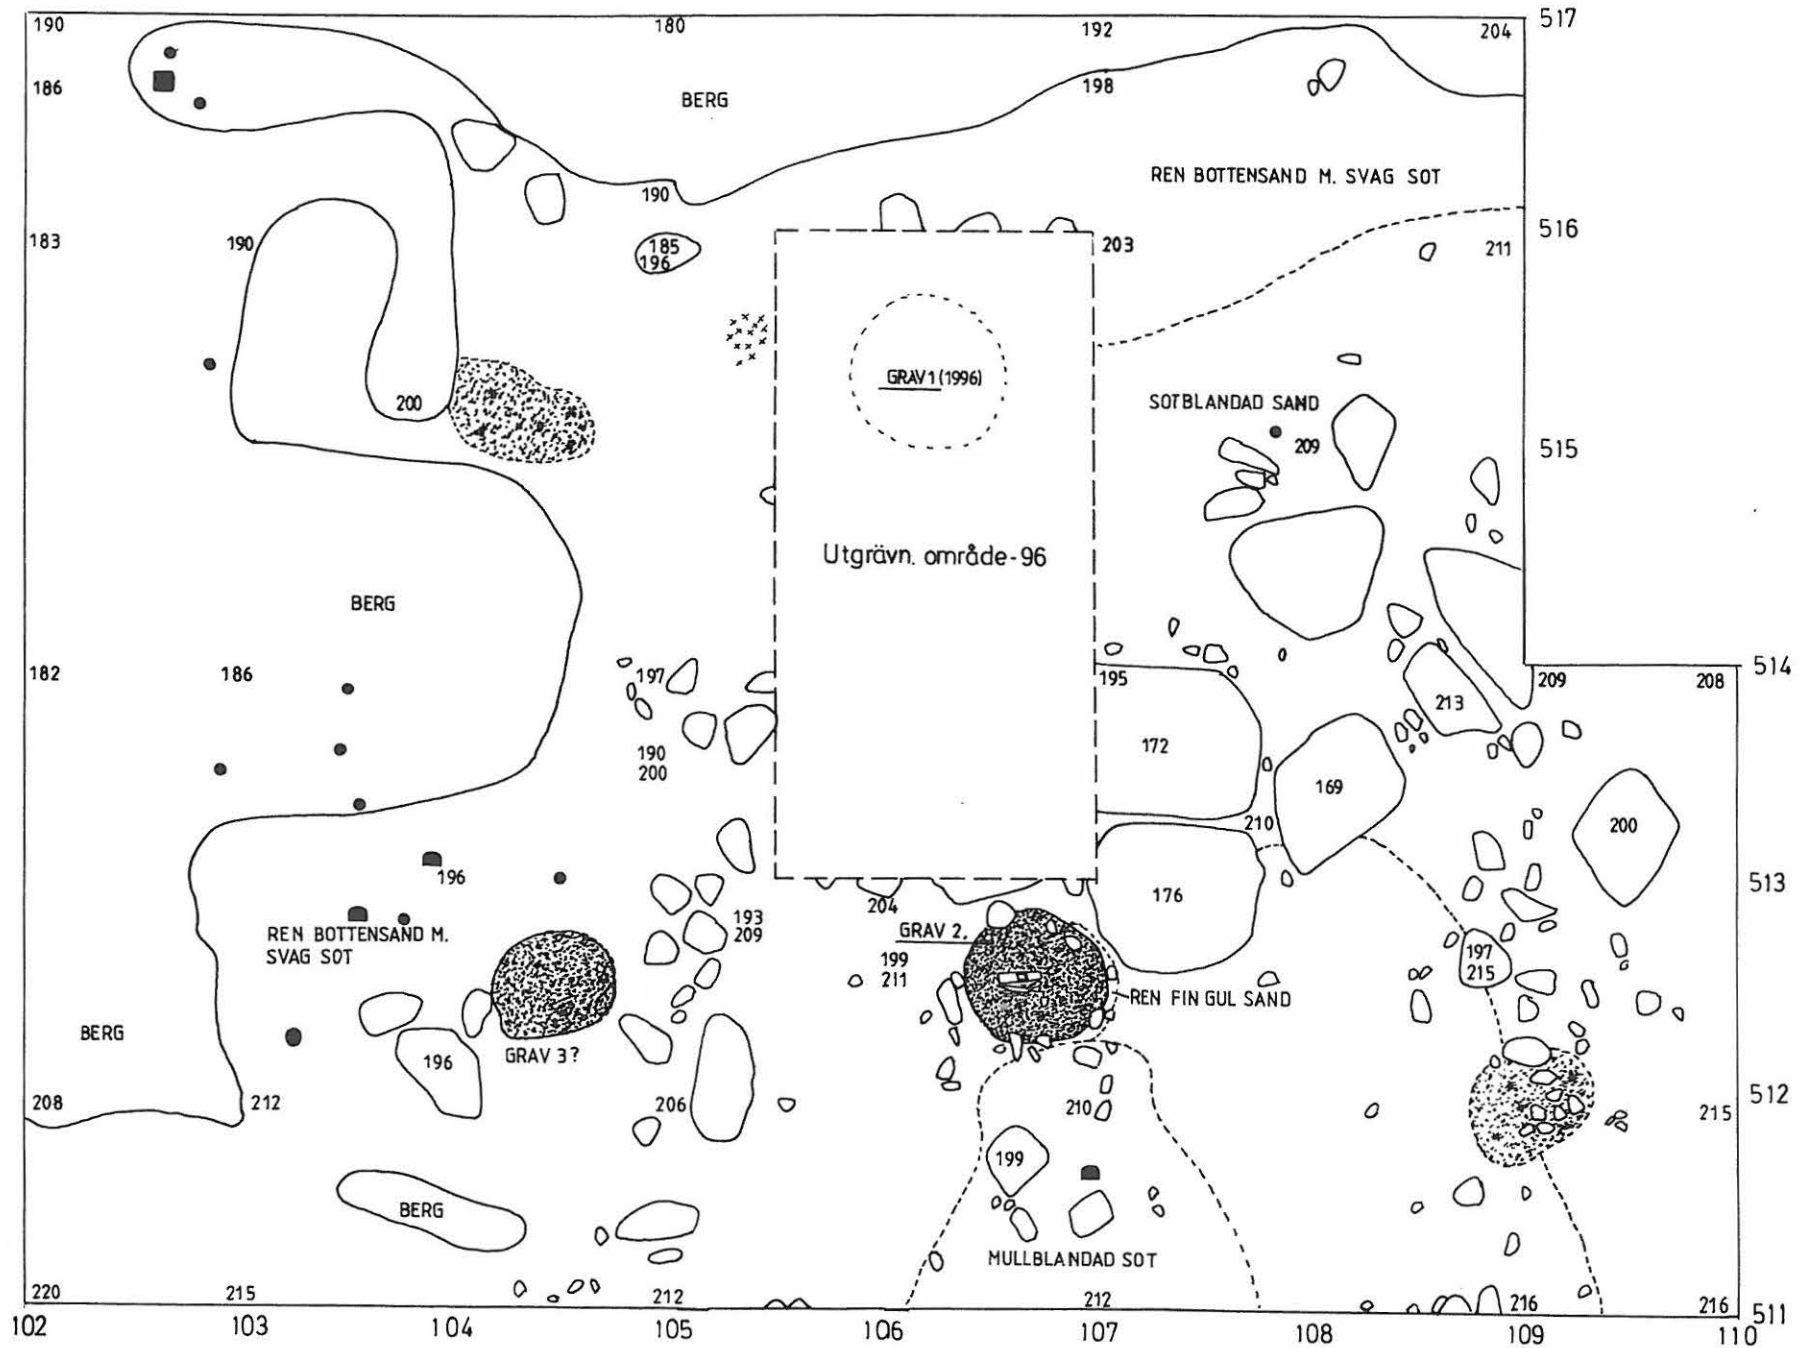 190 180 192 204 517
186 BERG 198
REN BOTTENSAND M. SVAG SOT
190
183 190 185 203 211 516
196
GRAV 1 (1996)
200 SOTBLANDAD SAND
209 515
Utgrävn. område-96
BERG
182 186 197 195 209 208 514
213
190 172
200 169
210 200
196 513
204 176
193
REN BOTTENSAND M. 209 GRAV 2.
SVAG SOT 199 197
211 215
REN FIN GUL SAND
BERG GRAV 3?
196
208 212 206 210 215 512
199
BERG
MULLBLANDAD SOT
220 215 212 212 216 216 511
102 103 104 105 106 107 108 109 110